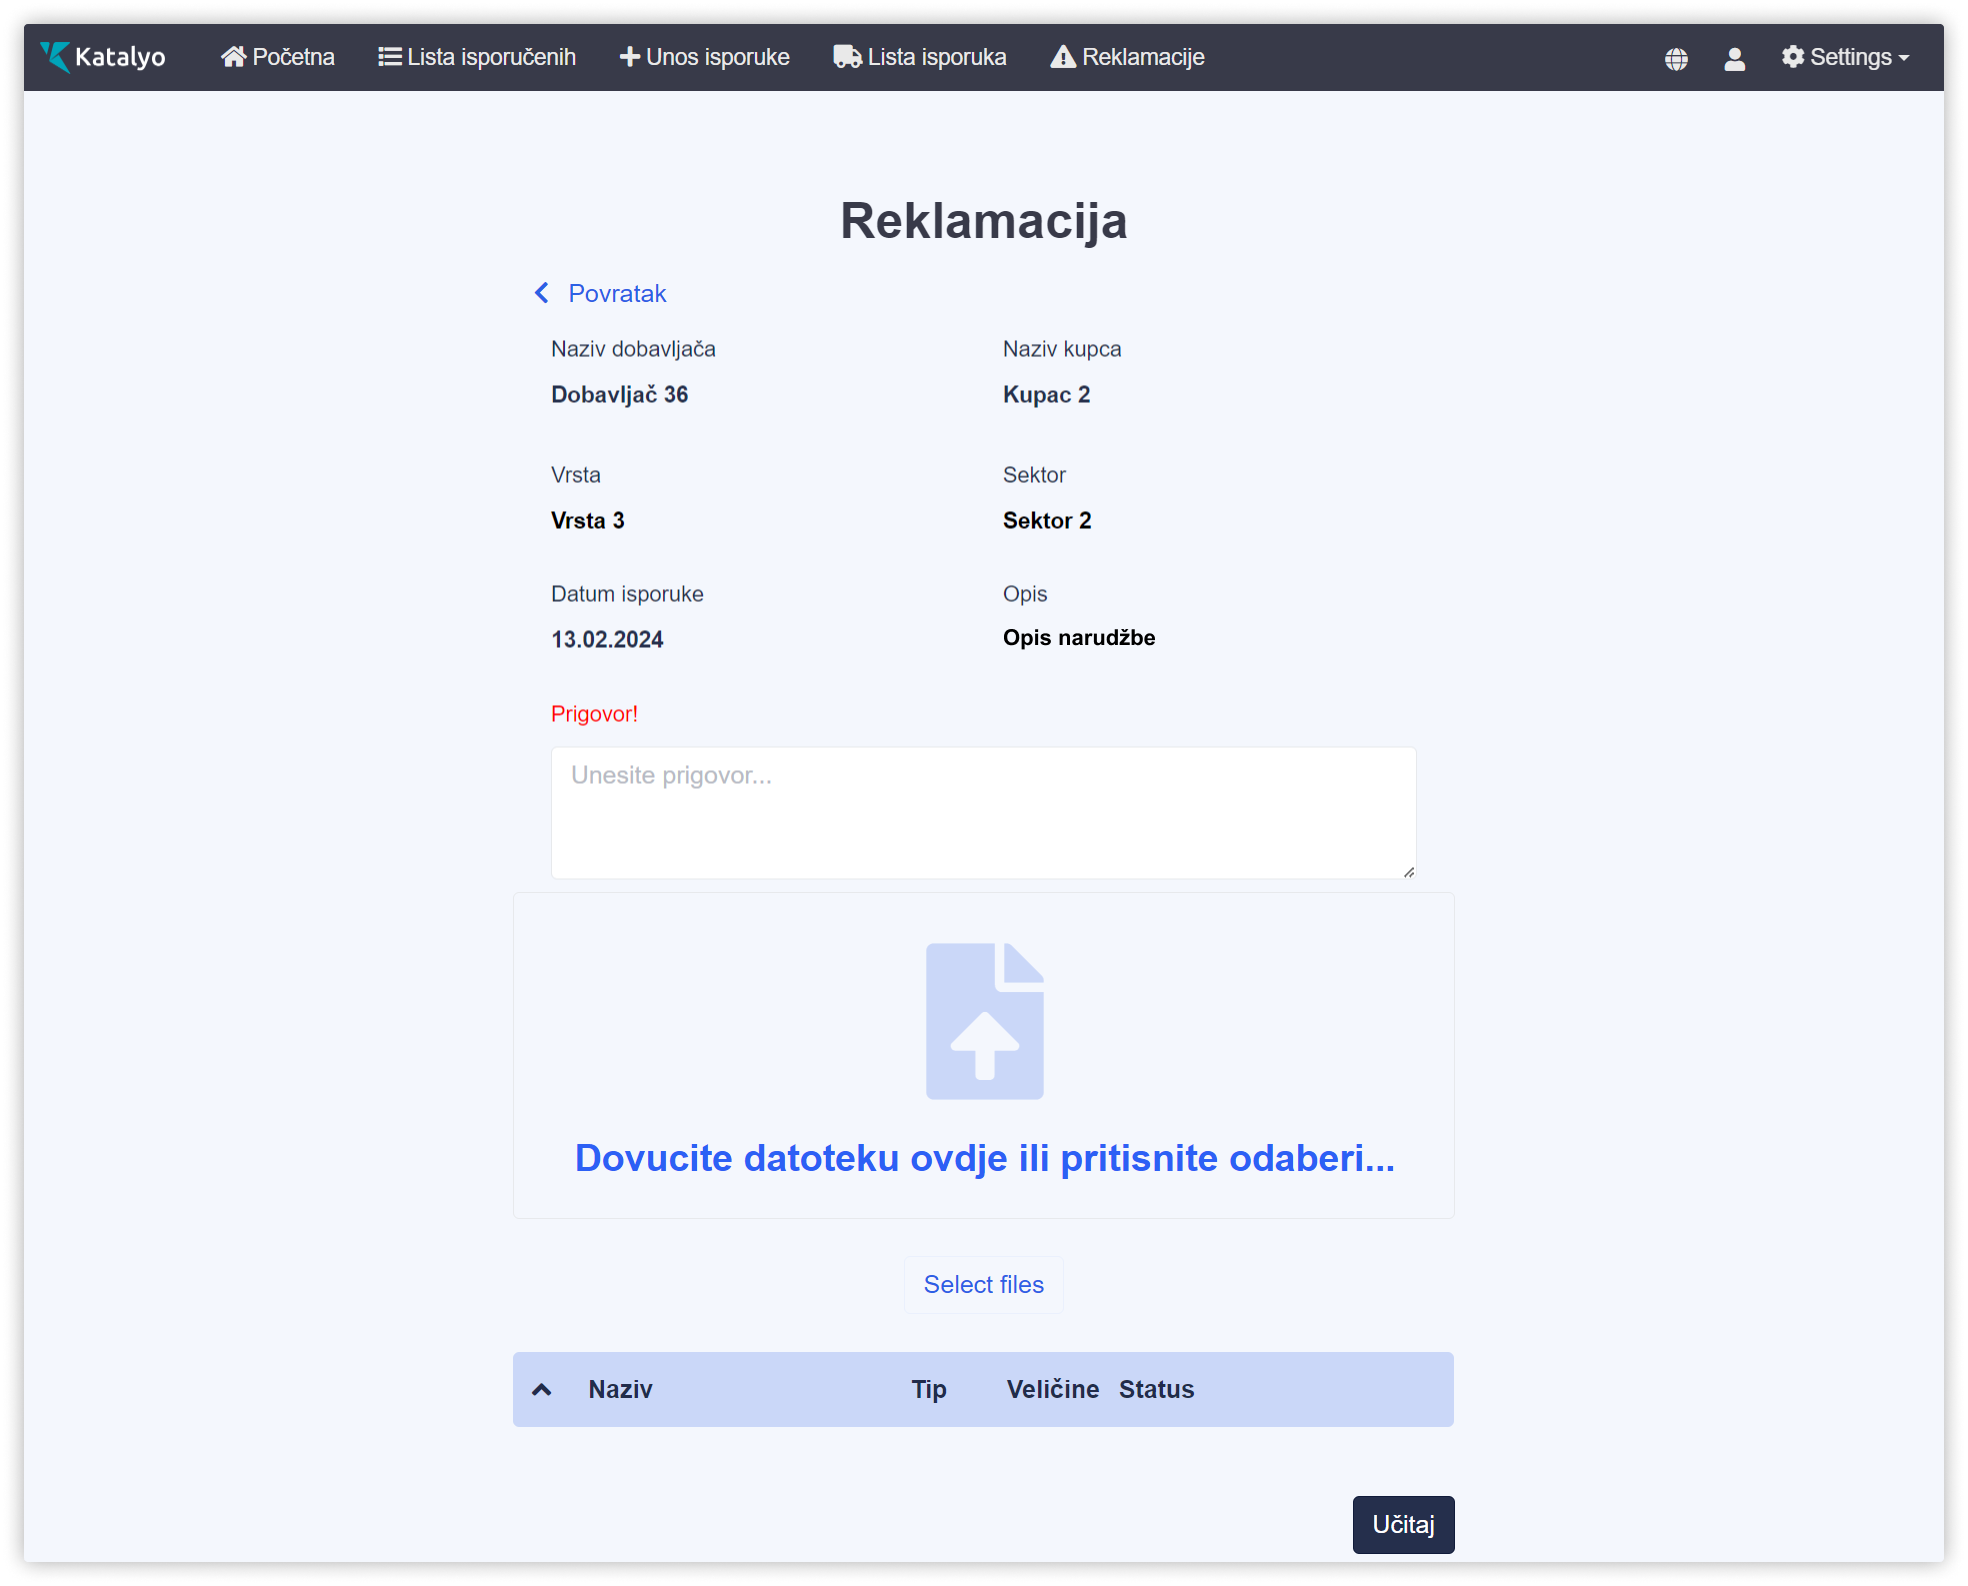 Katalyo Početna Lista isporučenih Unos isporuke Lista isporuka Reklamacije Settings
Reklamacija
Povratak
Naziv dobavljača Naziv kupca
Dobavljač 36 Kupac 2
Vrsta Sektor
Vrsta 3 Sektor 2
Datum isporuke Opis
13.02.2024 Opis narudžbe
Prigovor!
Unesite prigovor...
Dovucite datoteku ovdje ili pritisnite odaberi...
Select files
Naziv Tip Veličine Status
Učitaj